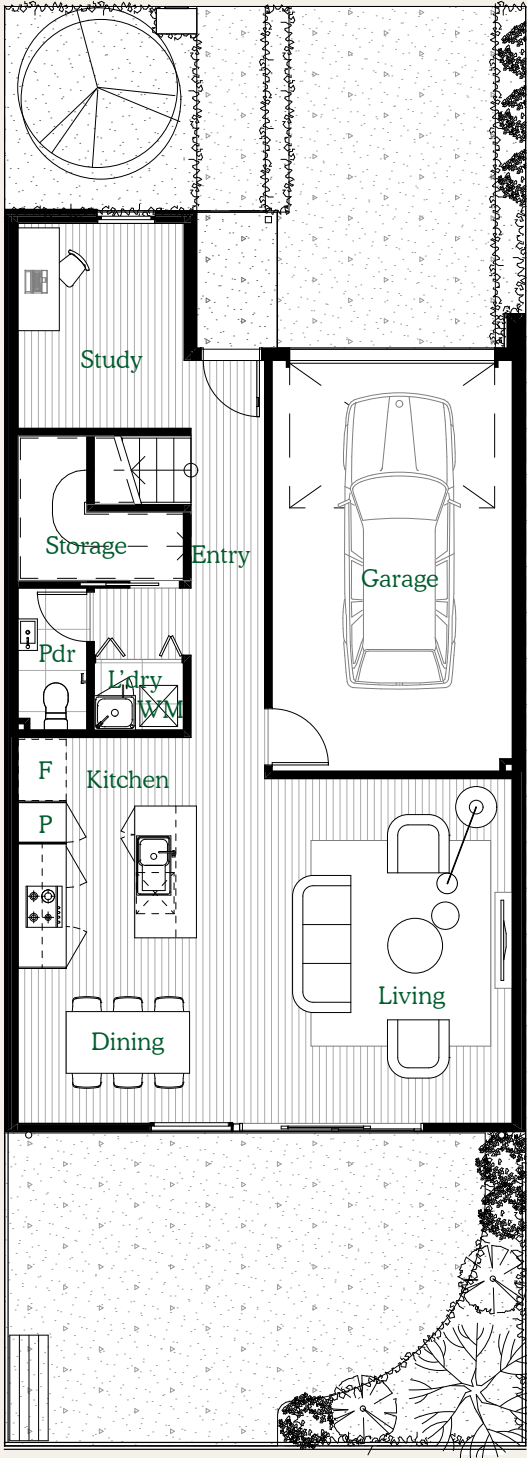 Study
Storage
Entry
Garage
Pdr
L'dry
WM
F
Kitchen
P
Living
Dining